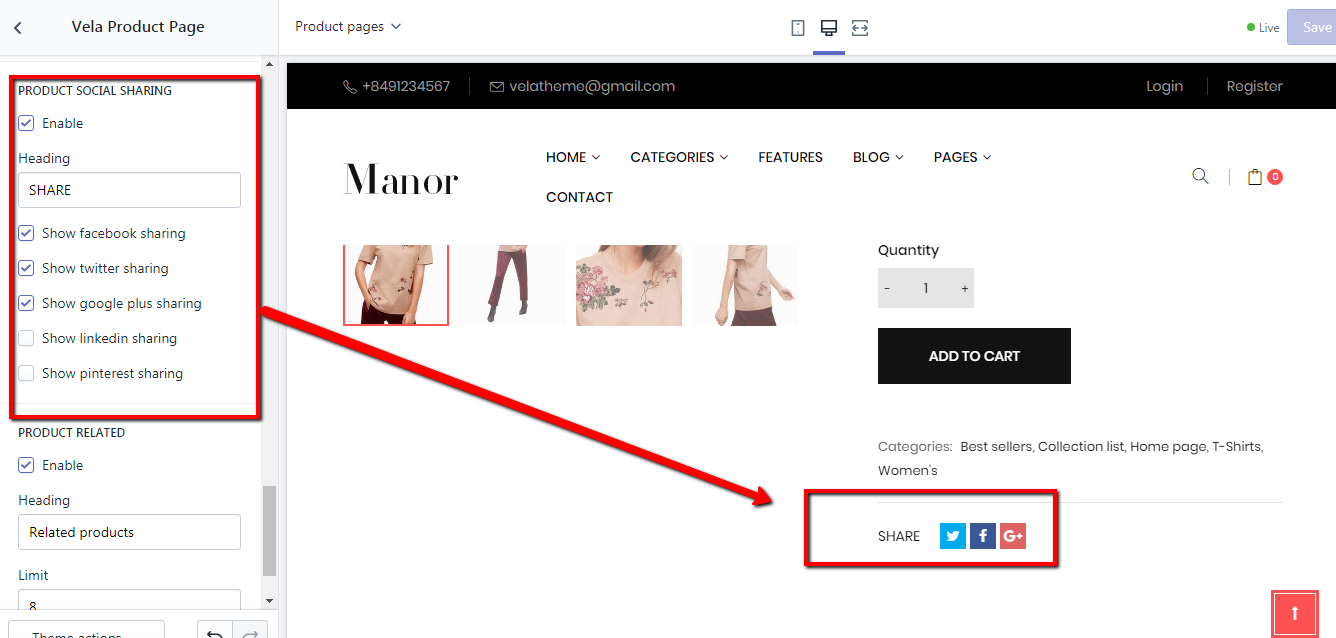 Vela Product Page
Product pages
Live
Save
PRODUCT SOCIAL SHARING
Enable
Heading
SHARE
Show facebook sharing
Show twitter sharing
Show google plus sharing
Show linkedin sharing
Show pinterest sharing
PRODUCT RELATED
Enable
Heading
Related products
Limit
8
Theme actions
+8491234567
velatheme@gmail.com
Login
Register
Manor
HOME
CATEGORIES
FEATURES
BLOG
PAGES
CONTACT
0
Quantity
- 1 +
ADD TO CART
Categories: Best sellers, Collection list, Home page, T-Shirts,
Women's
SHARE
f
G+